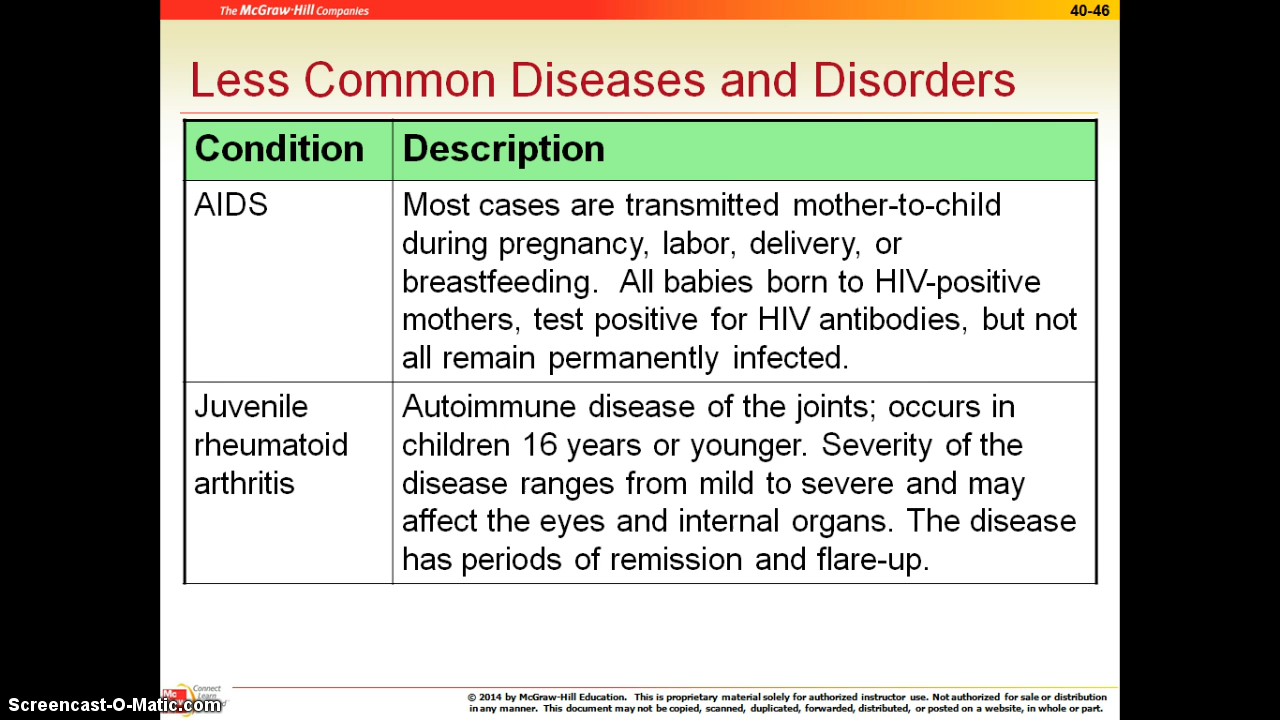 The McGraw-Hill Companies
40-46
Less Common Diseases and Disorders
Condition
Description
AIDS
Most cases are transmitted mother-to-child
during pregnancy, labor, delivery, or
breastfeeding.  All babies born to HIV-positive
mothers, test positive for HIV antibodies, but not
all remain permanently infected.
Juvenile
rheumatoid
arthritis
Autoimmune disease of the joints; occurs in
children 16 years or younger. Severity of the
disease ranges from mild to severe and may
affect the eyes and internal organs. The disease
has periods of remission and flare-up.
Connect
Learn
Mc
Screencast-O-Matic.com
© 2014 by McGraw-Hill Education. This is proprietary material solely for authorized instructor use. Not authorized for sale or distribution
in any manner. This document may not be copied, scanned, duplicated, forwarded, distributed, or posted on a website, in whole or part.